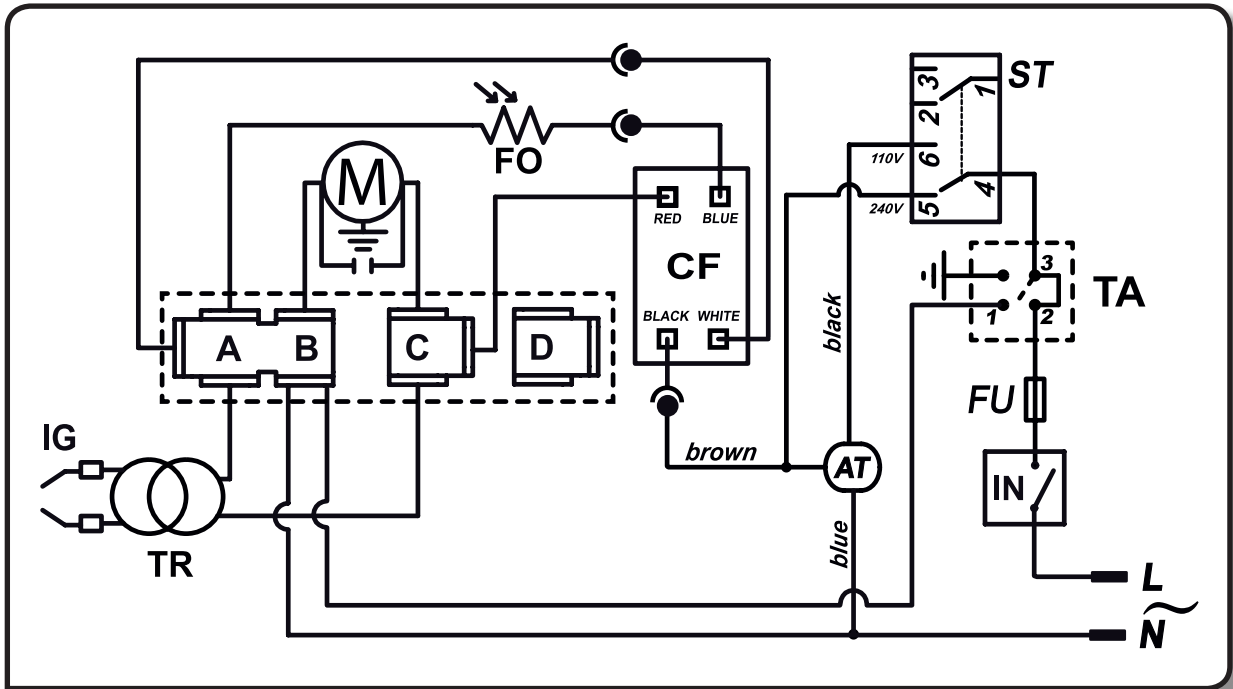 ST
3
1
2
FO
110V
6
M
4
240V
5
RED
BLUE
CF
3
TA
BLACK
WHITE
black
1
2
A
B
C
D
FU
IG
brown
AT
IN
TR
blue
L
~
N